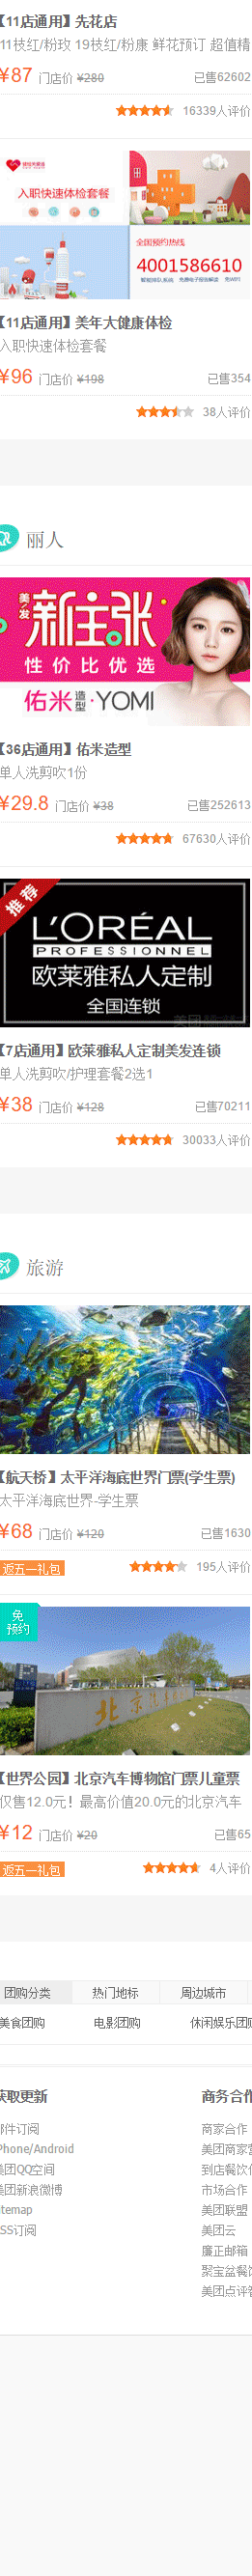 【11店通用】先花店
11枝红/粉玫 19枝红/粉康 鲜花预订 超值精
¥87 门店价 ¥280 已售62602
16339人评价
入职快速体检套餐
全国预约热线
4001586610
【11店通用】美年大健康体检
入职快速体检套餐
¥96 门店价 ¥198 已售354
38人评价
丽人
美发
新主张
性价比优选
佑米造型·YOMI
【36店通用】佑米造型
单人洗剪吹1份
¥29.8 门店价 ¥38 已售252613
67630人评价
推荐
L'ORÉAL
PROFESSIONNEL
欧莱雅私人定制
全国连锁
美团
【7店通用】欧莱雅私人定制美发连锁
单人洗剪吹/护理套餐2选1
¥38 门店价 ¥128 已售70211
30033人评价
旅游
【航天桥】太平洋海底世界门票(学生票)
太平洋海底世界-学生票
¥68 门店价 ¥120 已售1630
返五一礼包 195人评价
免
预约
北京汽车
【世界公园】北京汽车博物馆门票儿童票
仅售12.0元！最高价值20.0元的北京汽车
¥12 门店价 ¥20 已售65
返五一礼包 4人评价
团购分类 热门地标 周边城市
美食团购 电影团购 休闲娱乐团购
获取更新 商务合作
邮件订阅 商家合作
iPhone/Android 美团商家营
美团QQ空间 到店餐饮代
美团新浪微博 市场合作
itemap 美团联盟
RSS订阅 美团云
廉正邮箱
聚宝盆餐饮
美团点评智